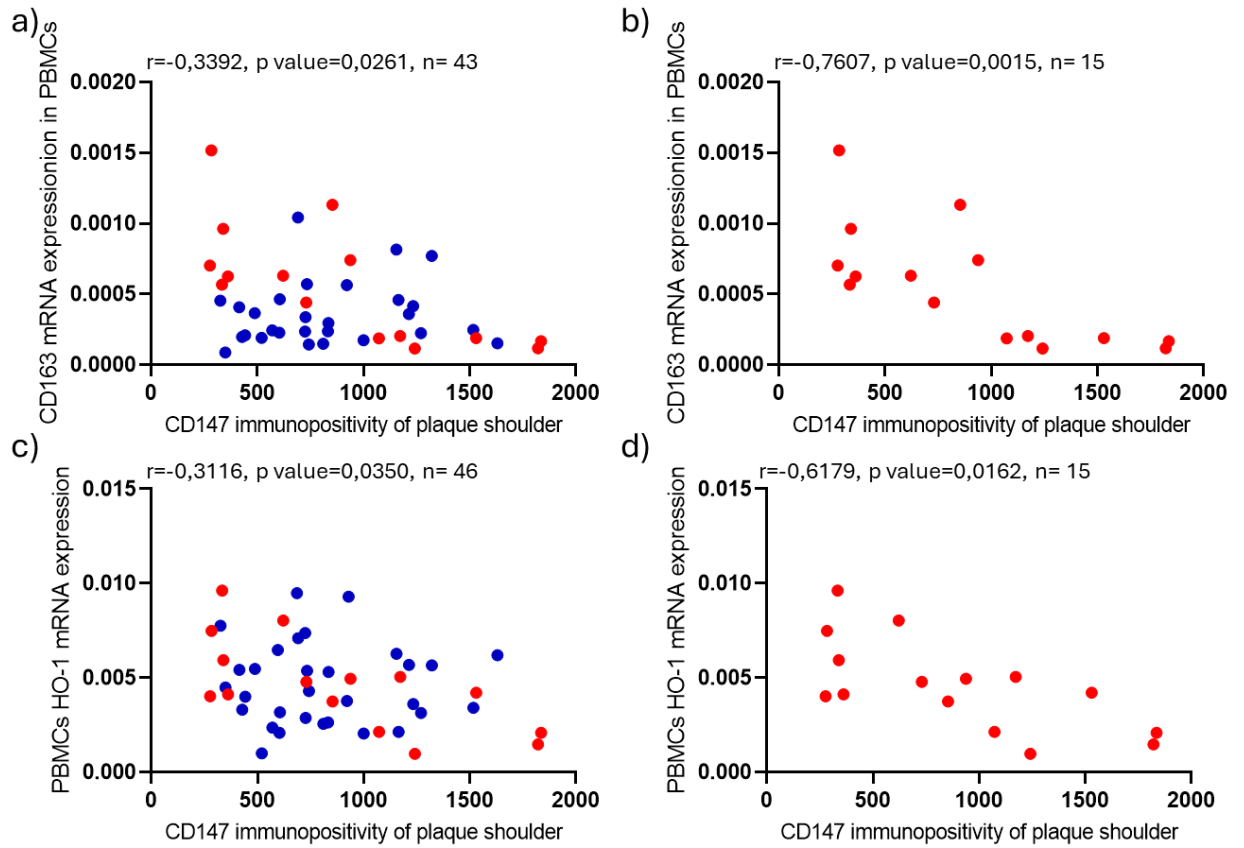 a)
r=-0,3392, p value=0,0261, n= 43
CD163 mRNA expressionion in PBMCs
0.0020
0.0015
0.0010
0.0005
0.0000
0 500 1000 1500 2000
CD147 immunopositivity of plaque shoulder
b)
r=-0,7607, p value=0,0015, n= 15
CD163 mRNA expression in PBMCs
0.0020
0.0015
0.0010
0.0005
0.0000
0 500 1000 1500 2000
CD147 immunopositivity of plaque shoulder
c)
r=-0,3116, p value=0,0350, n= 46
PBMCs HO-1 mRNA expression
0.015
0.010
0.005
0.000
0 500 1000 1500 2000
CD147 immunopositivity of plaque shoulder
d)
r=-0,6179, p value=0,0162, n= 15
PBMCs HO-1 mRNA expression
0.015
0.010
0.005
0.000
0 500 1000 1500 2000
CD147 immunopositivity of plaque shoulder